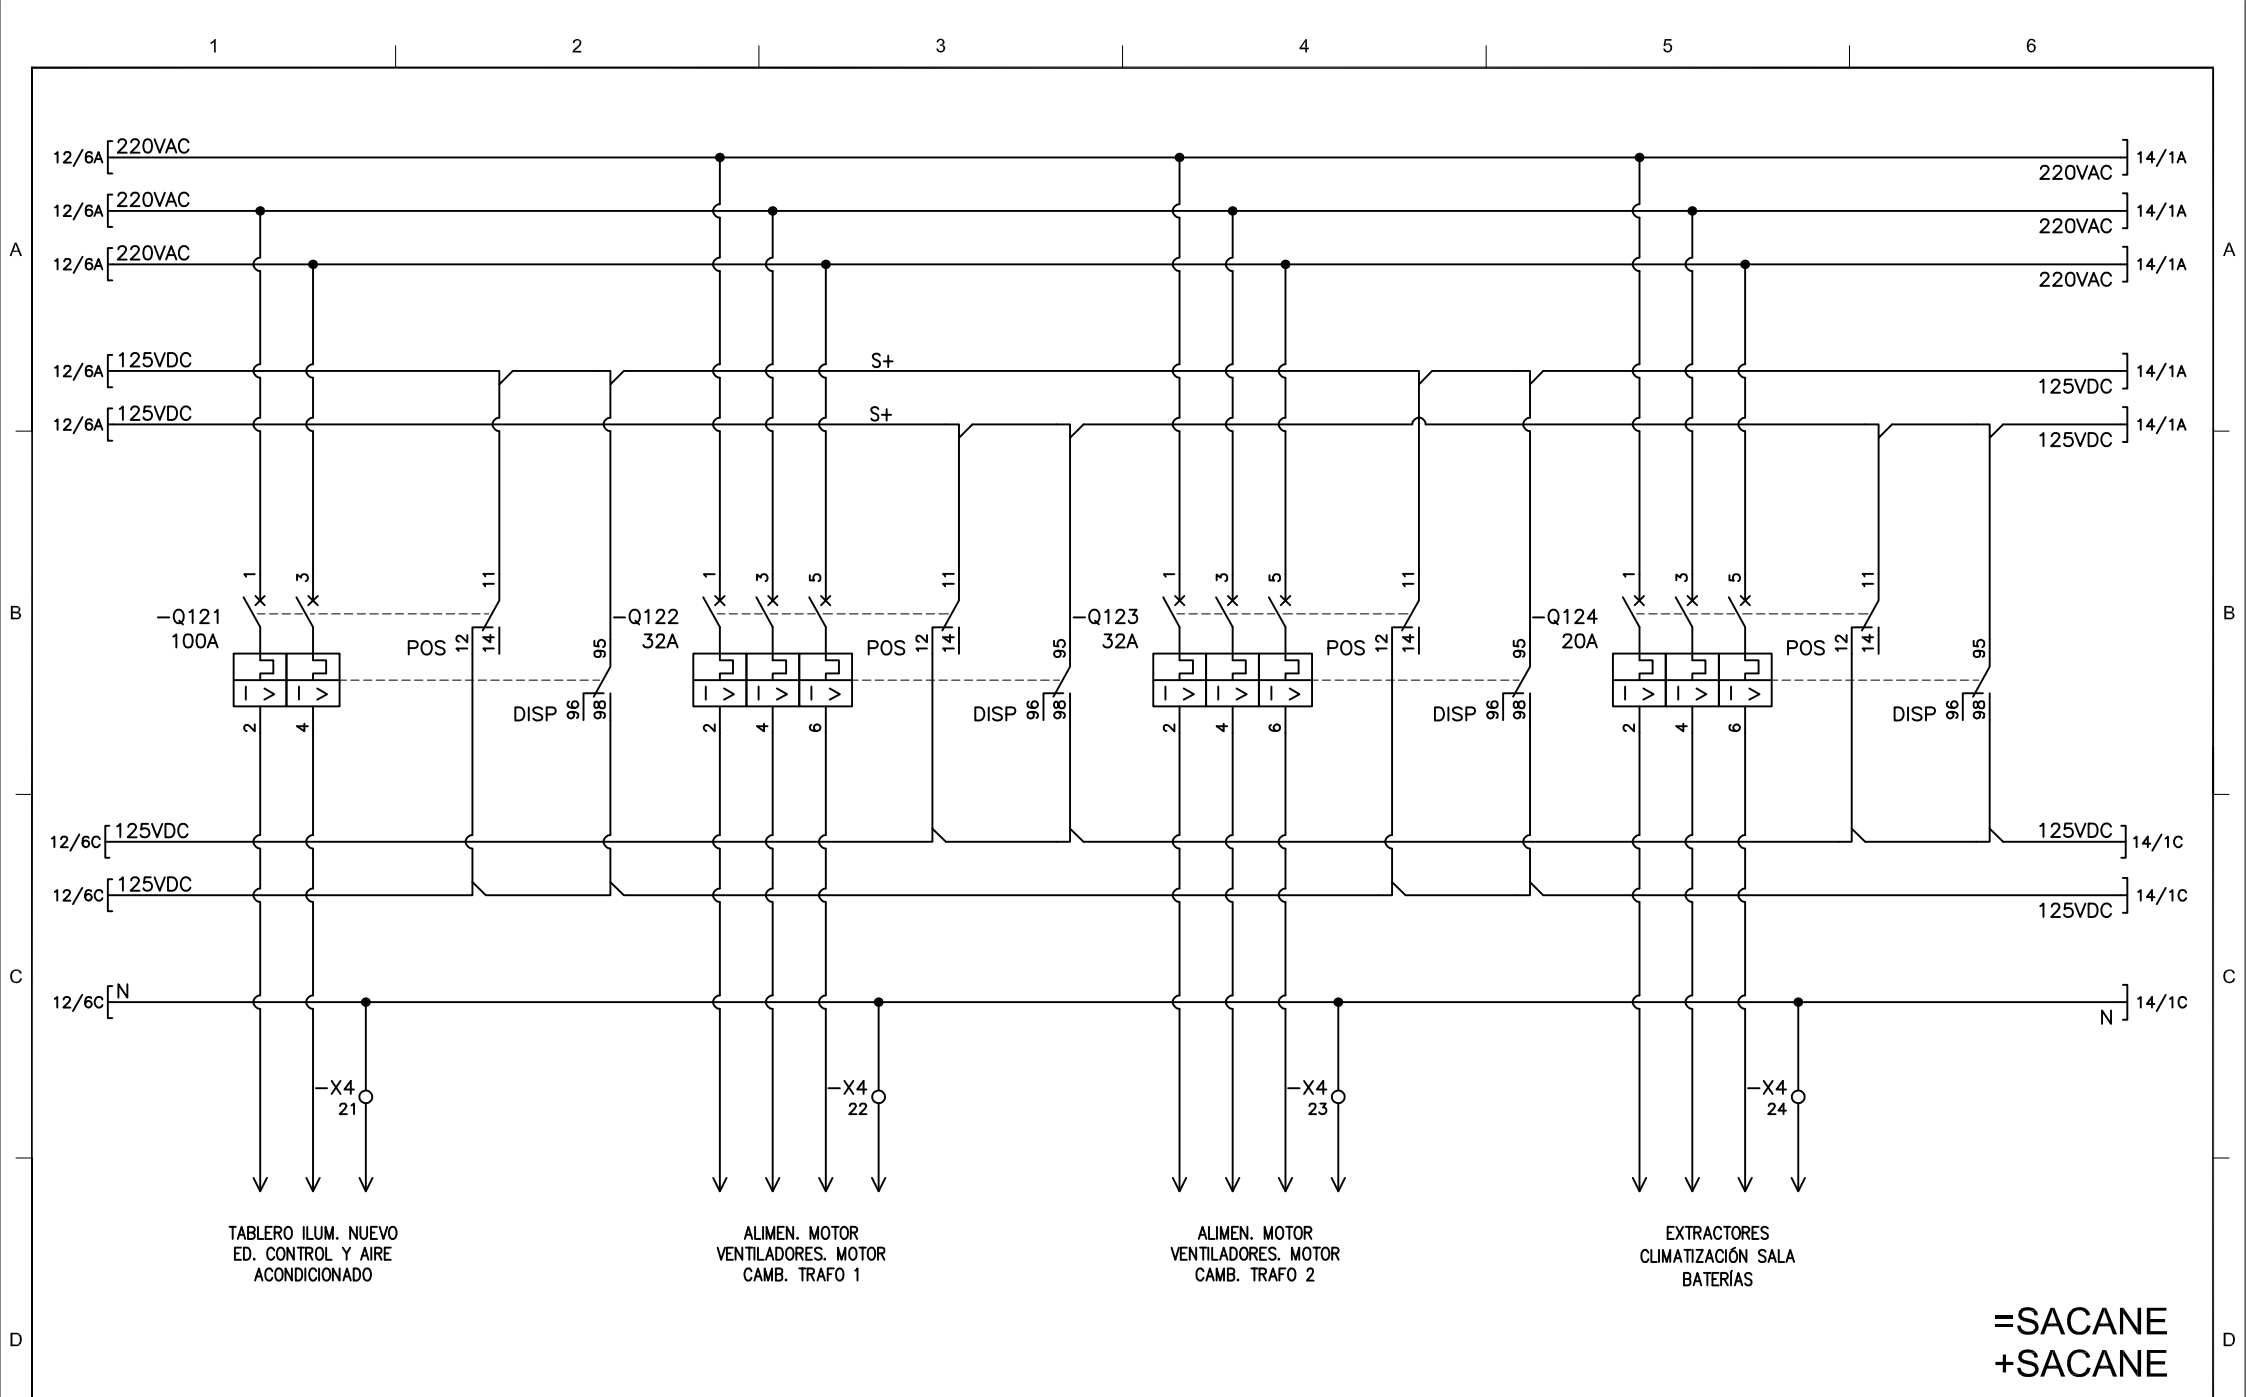 1 2 3 4 5 6
12/6A 220VAC 14/1A
220VAC
12/6A 220VAC 14/1A
220VAC
A A
12/6A 220VAC 14/1A
220VAC
12/6A 125VDC S+ 14/1A
125VDC
12/6A 125VDC S+ 14/1A
125VDC
1 3 11 1 3 5 11 1 3 5 11 1 3 5 11
B B
-Q121 -Q122 -Q123 -Q124
100A 32A 32A 20A
POS 12 14 95 POS 12 14 95 POS 12 14 95 POS 12 14 95
I > I > I > I > I > I > I > I > I > I > I >
DISP 96 98 DISP 96 98 DISP 96 98 DISP 96 98
2 4 2 4 6 2 4 6 2 4 6
12/6C 125VDC 125VDC 14/1C
12/6C 125VDC 14/1C
125VDC
C C
12/6C N 14/1C
N
-X4 -X4 -X4 -X4
21 22 23 24
TABLERO ILUM. NUEVO
ED. CONTROL Y AIRE
ACONDICIONADO
ALIMEN. MOTOR
VENTILADORES. MOTOR
CAMB. TRAFO 1
ALIMEN. MOTOR
VENTILADORES. MOTOR
CAMB. TRAFO 2
EXTRACTORES
CLIMATIZACIÓN SALA
BATERÍAS
=SACANE
D D
+SACANE